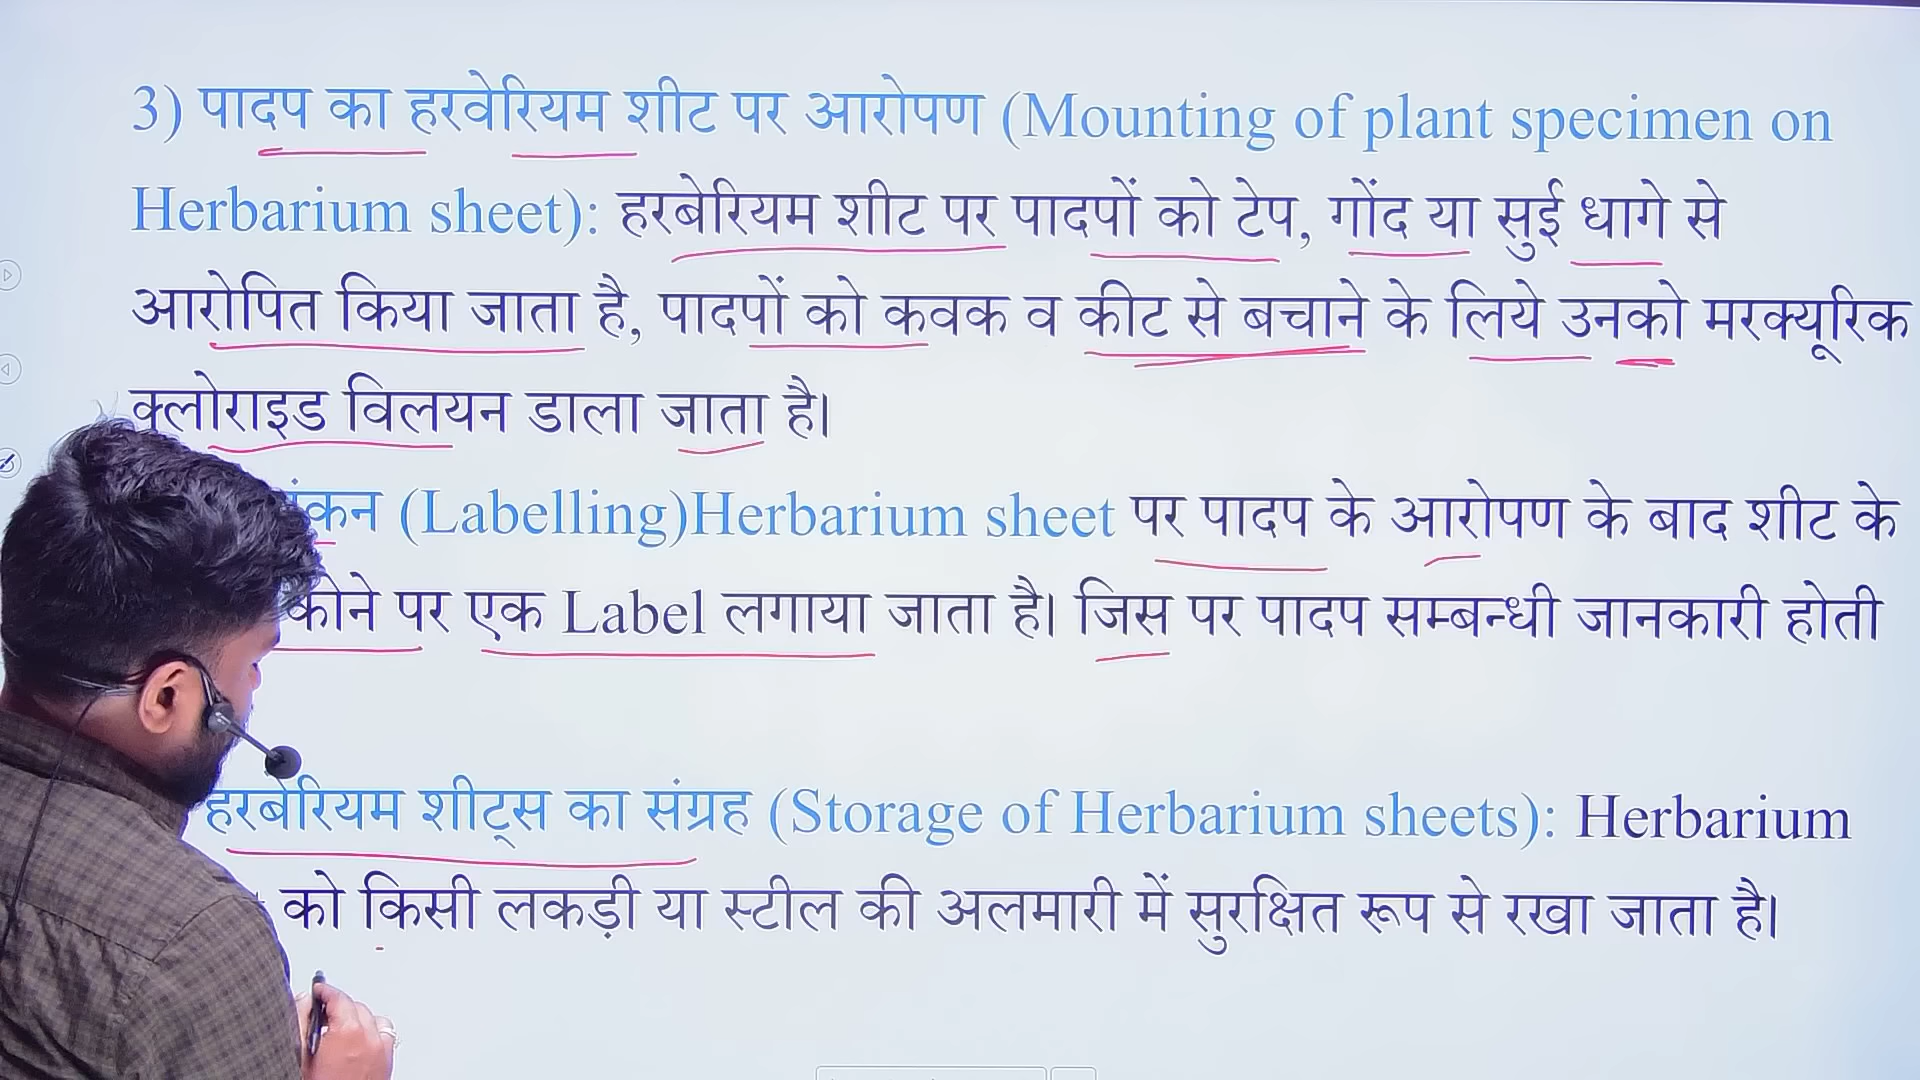 3) पादप का हरवेरियम शीट पर आरोपण (Mounting of plant specimen on
Herbarium sheet): हरबेरियम शीट पर पादपों को टेप, गोंद या सुई धागे से
आरोपित किया जाता है, पादपों को कवक व कीट से बचाने के लिये उनको मरक्यूरिक
क्लोराइड विलयन डाला जाता है।
(Labelling)Herbarium sheet पर पादप के आरोपण के बाद शीट के
कोने पर एक Label लगाया जाता है। जिस पर पादप सम्बन्धी जानकारी होती
हरबेरियम शीट्स का संग्रह (Storage of Herbarium sheets): Herbarium
को किसी लकड़ी या स्टील की अलमारी में सुरक्षित रूप से रखा जाता है।